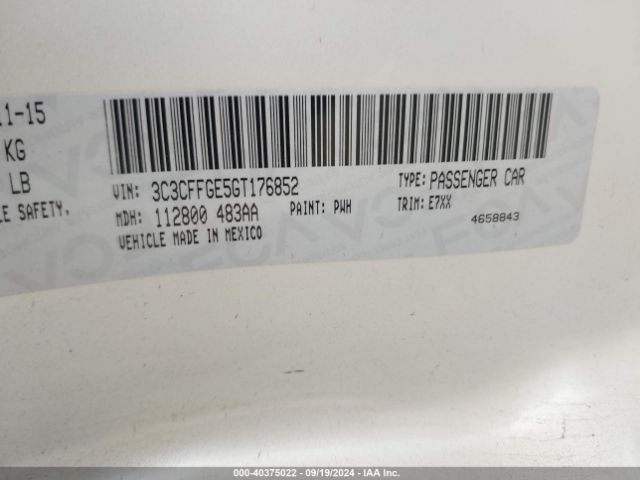 11-15
KG
LB
LE SAFETY,
VIN: 3C3CFFGE5GT176852
TYPE: PASSENGER CAR
MDH: 112800 483AA
PAINT: PWH
TRIM: E7XX
VEHICLE MADE IN MEXICO
4658843
000-40375022 - 09/19/2024 - IAA Inc.